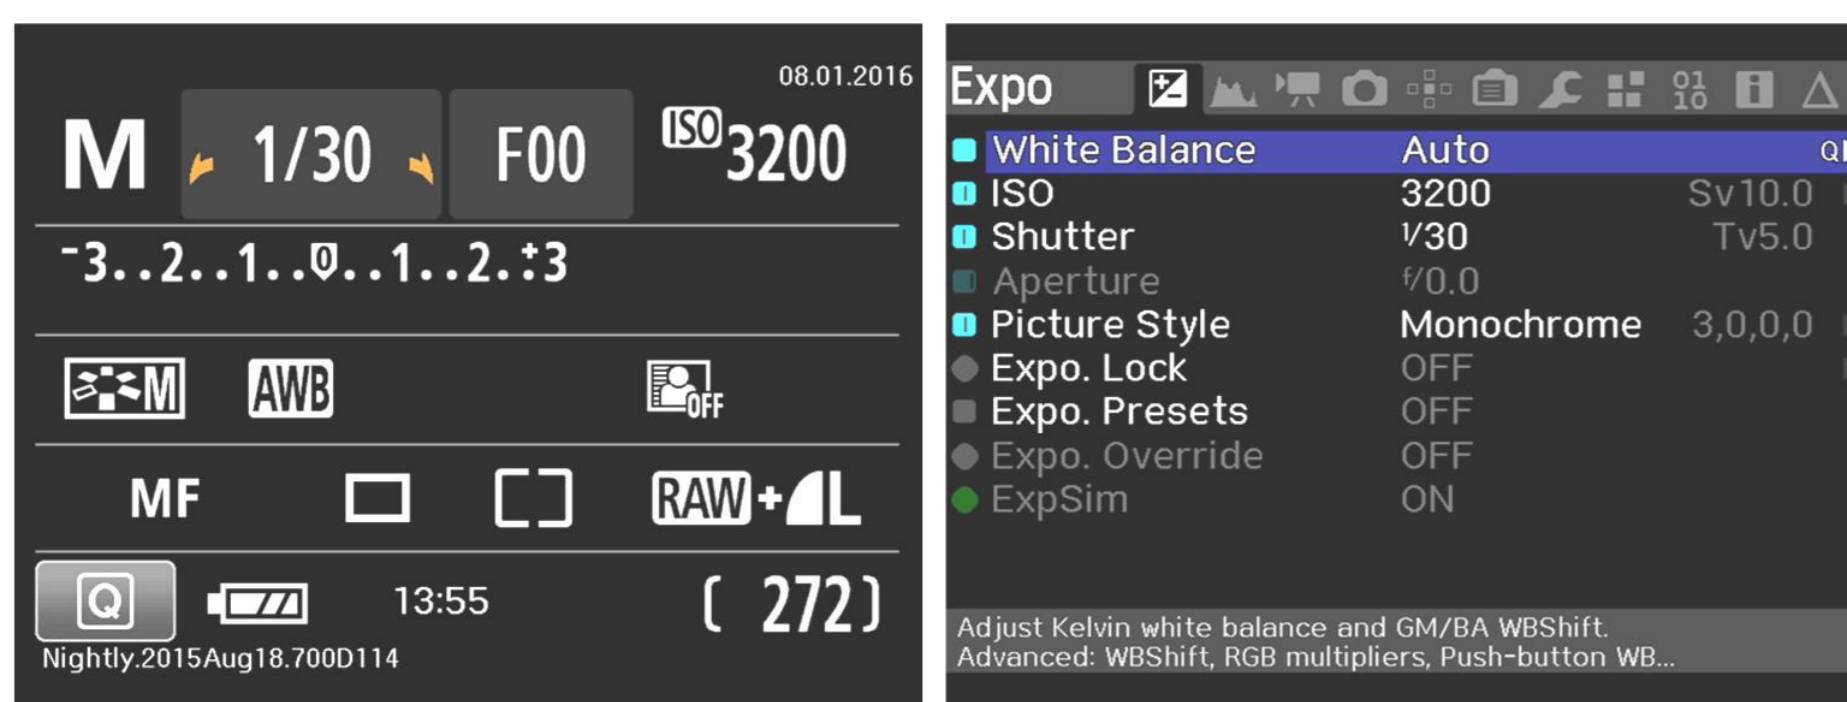 08.01.2016
M 1/30 F00 ISO 3200
-3..2..1..0..1..2.:+3
M AWB OFF
MF RAW+L
Q 13:55 [ 272]
Nightly.2015Aug18.700D114
Expo
White Balance Auto
ISO 3200 Sv10.0
Shutter 1/30 Tv5.0
Aperture f/0.0
Picture Style Monochrome 3,0,0,0
Expo. Lock OFF
Expo. Presets OFF
Expo. Override OFF
ExpSim ON
Adjust Kelvin white balance and GM/BA WBShift.
Advanced: WBShift, RGB multipliers, Push-button WB...